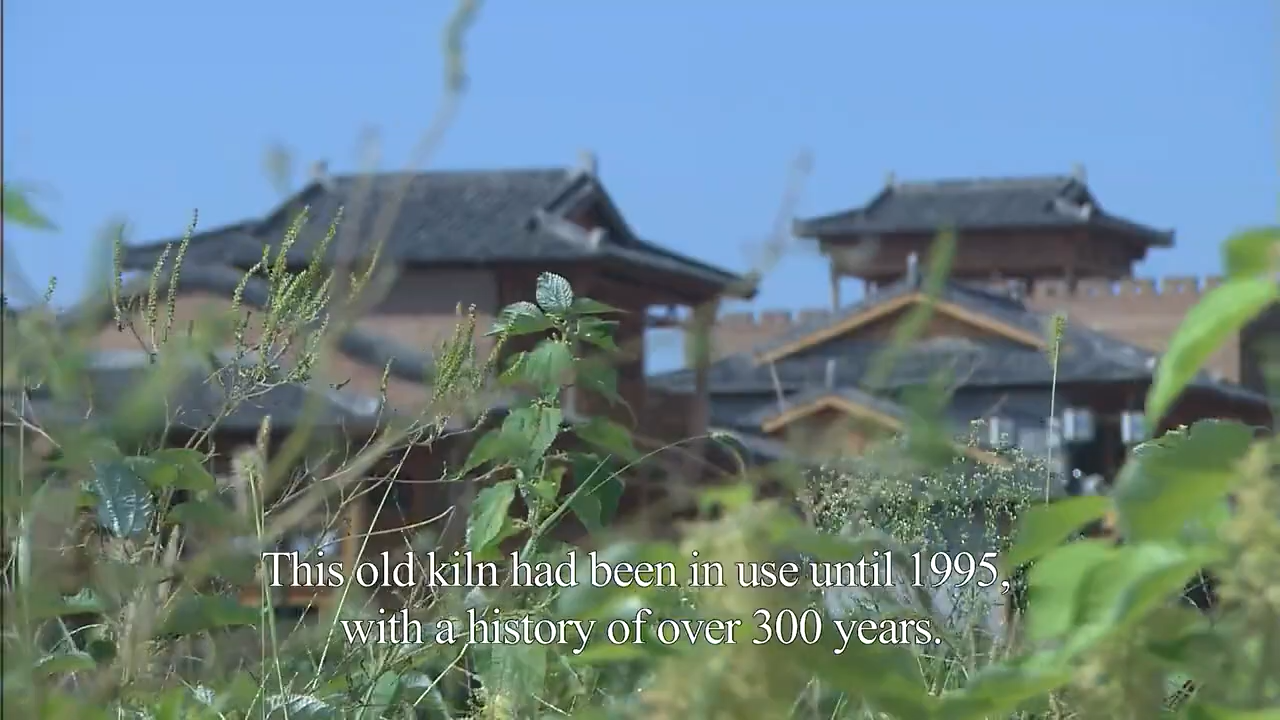 This old kiln had been in use until 1995,
with a history of over 300 years.